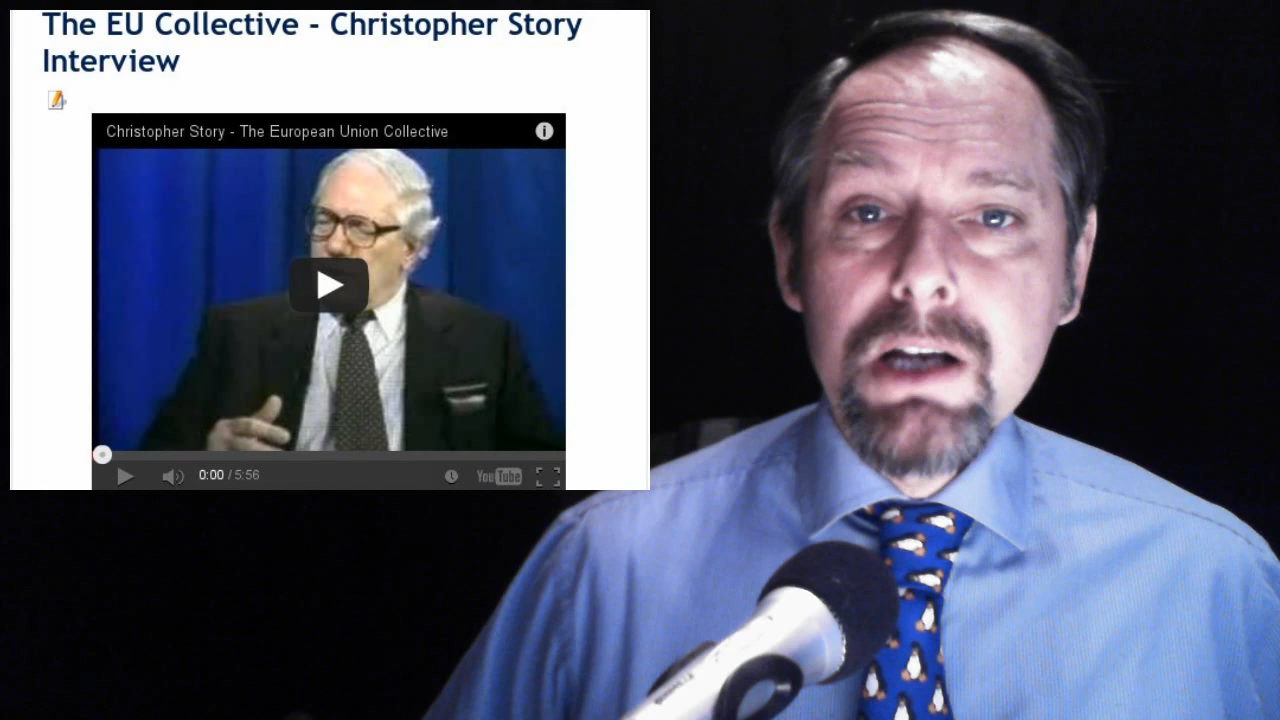 The EU Collective - Christopher Story
Interview
Christopher Story - The European Union Collective
0:00 / 5:56
YouTube